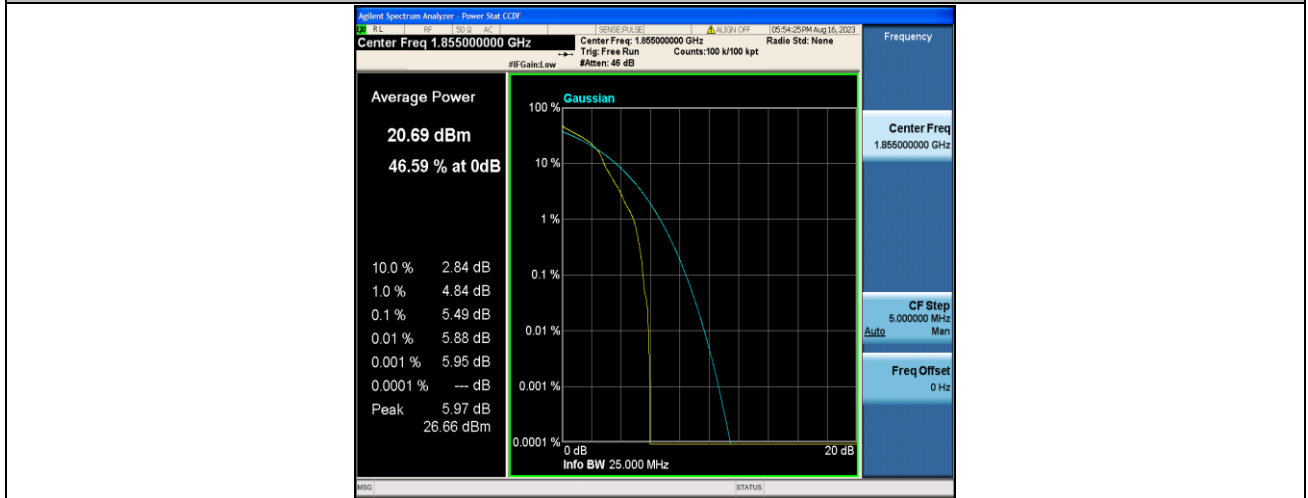 Agilent Spectrum Analyzer - Power Stat CCDF
RL RF 50 Ω AC SENSE:PULSE ALIGN OFF 05:54:25 PM Aug 16, 2023
Center Freq 1.855000000 GHz
Center Freq: 1.855000000 GHz Radio Std: None
Trig: Free Run Counts:100 k/100 kpt
#IFGain:Low #Atten: 46 dB
Frequency
Average Power
20.69 dBm
46.59 % at 0dB
10.0 % 2.84 dB
1.0 % 4.84 dB
0.1 % 5.49 dB
0.01 % 5.88 dB
0.001 % 5.95 dB
0.0001 % --- dB
Peak 5.97 dB
26.66 dBm
Gaussian
100 %
10 %
1 %
0.1 %
0.01 %
0.001 %
0.0001 %
0 dB 20 dB
Info BW 25.000 MHz
Center Freq
1.855000000 GHz
CF Step
5.000000 MHz
Auto Man
Freq Offset
0 Hz
MSG STATUS